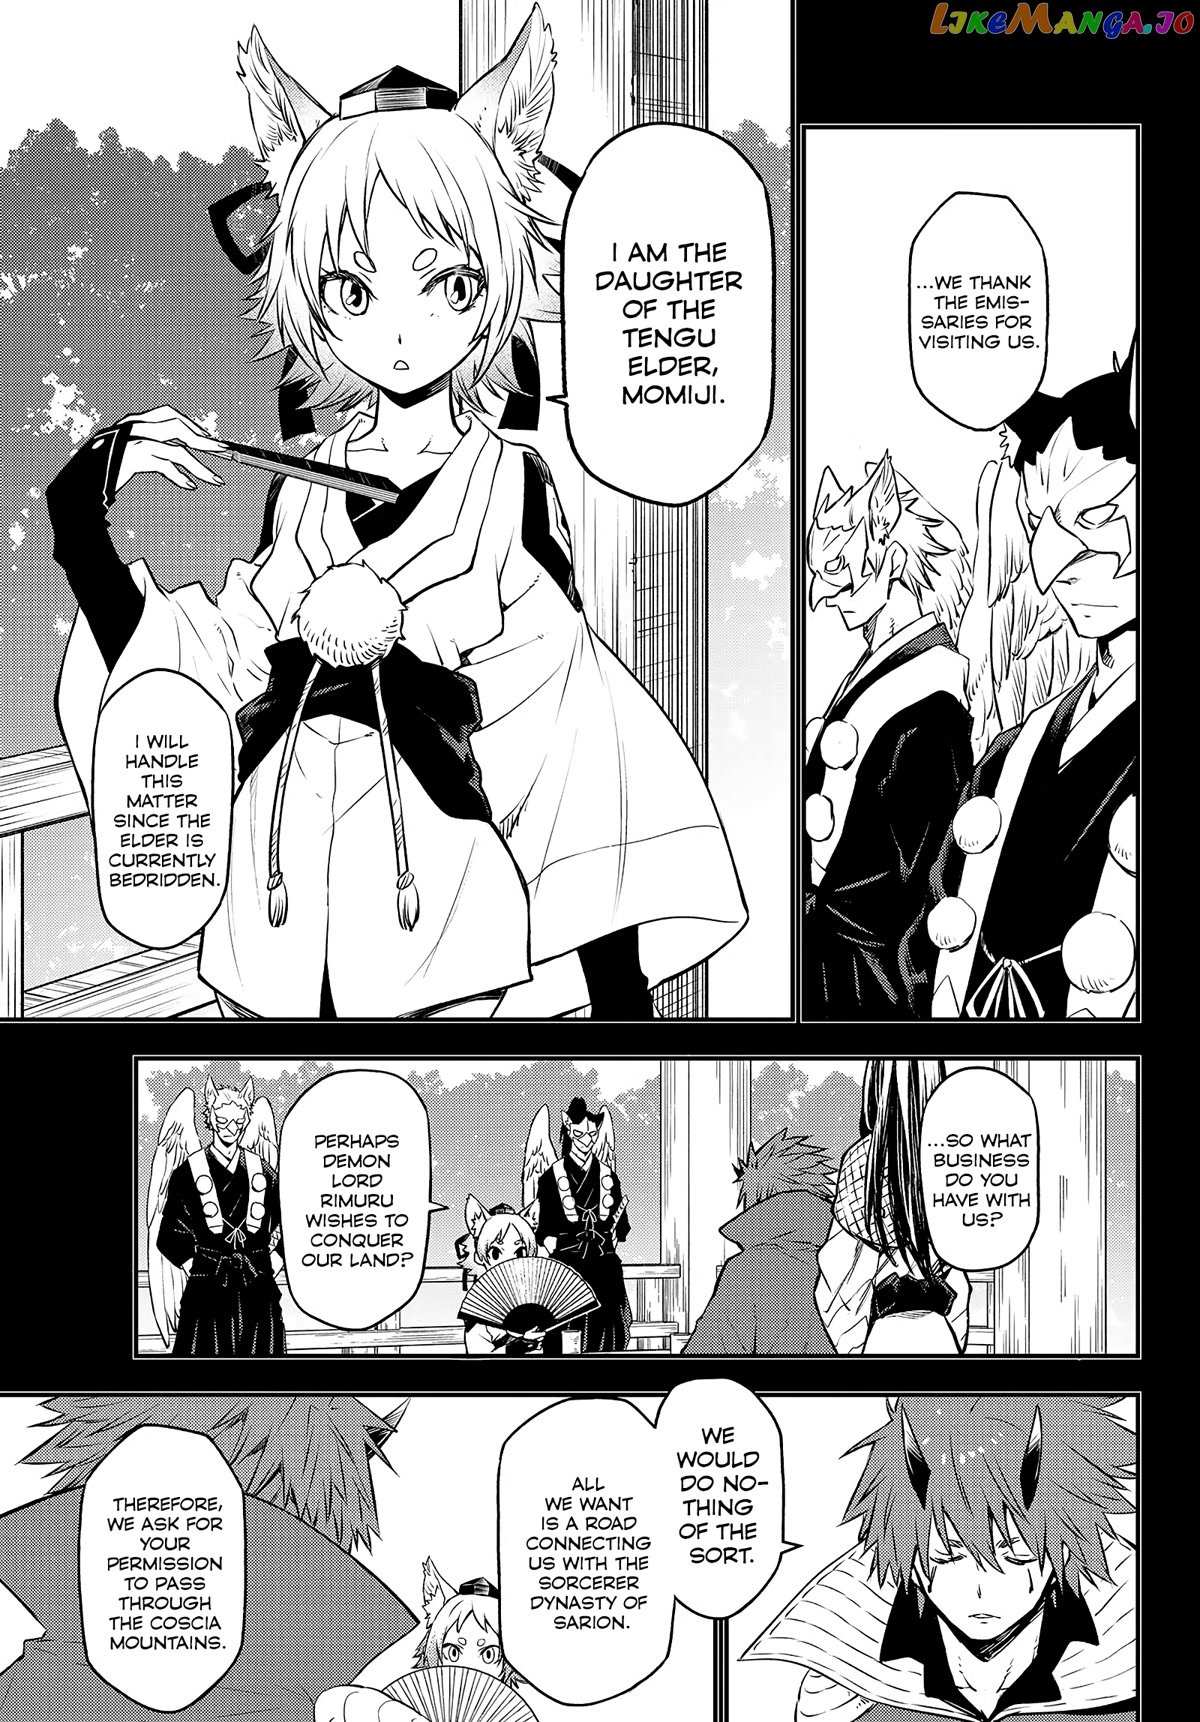 LIKEMANGA.IO
...WE THANK
THE EMIS-
SARIES FOR
VISITING US.
I AM THE
DAUGHTER
OF THE
TENGU
ELDER,
MOMIJI.
I WILL
HANDLE
THIS
MATTER
SINCE THE
ELDER IS
CURRENTLY
BEDRIDDEN.
...SO WHAT
BUSINESS
DO YOU
HAVE WITH
US?
PERHAPS
DEMON
LORD
RIMURU
WISHES TO
CONQUER
OUR LAND?
WE
WOULD
DO NO-
THING OF
THE SORT.
ALL
WE WANT
IS A ROAD
CONNECTING
US WITH THE
SORCERER
DYNASTY OF
SARION.
THEREFORE,
WE ASK FOR
YOUR
PERMISSION
TO PASS
THROUGH
THE COSCIA
MOUNTAINS.